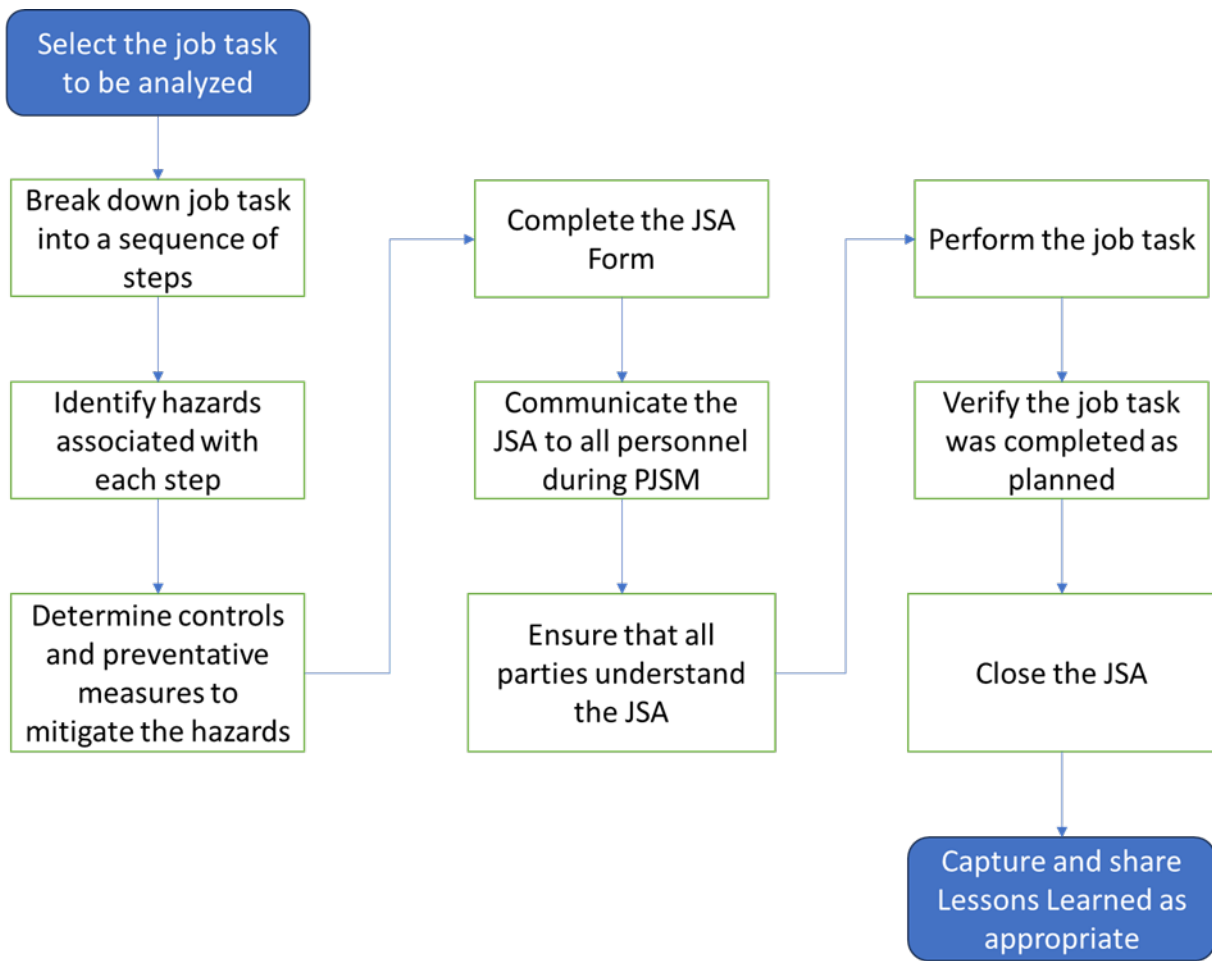 Select the job task
to be analyzed
Break down job task
into a sequence of
steps
Identify hazards
associated with
each step
Determine controls
and preventative
measures to
mitigate the hazards
Complete the JSA
Form
Communicate the
JSA to all personnel
during PJSM
Ensure that all
parties understand
the JSA
Perform the job task
Verify the job task
was completed as
planned
Close the JSA
Capture and share
Lessons Learned as
appropriate